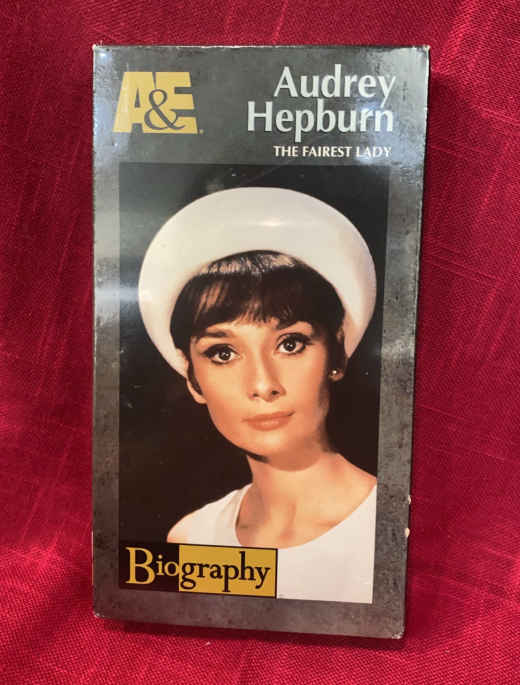 A&E
Audrey
Hepburn
THE FAIREST LADY
Biography